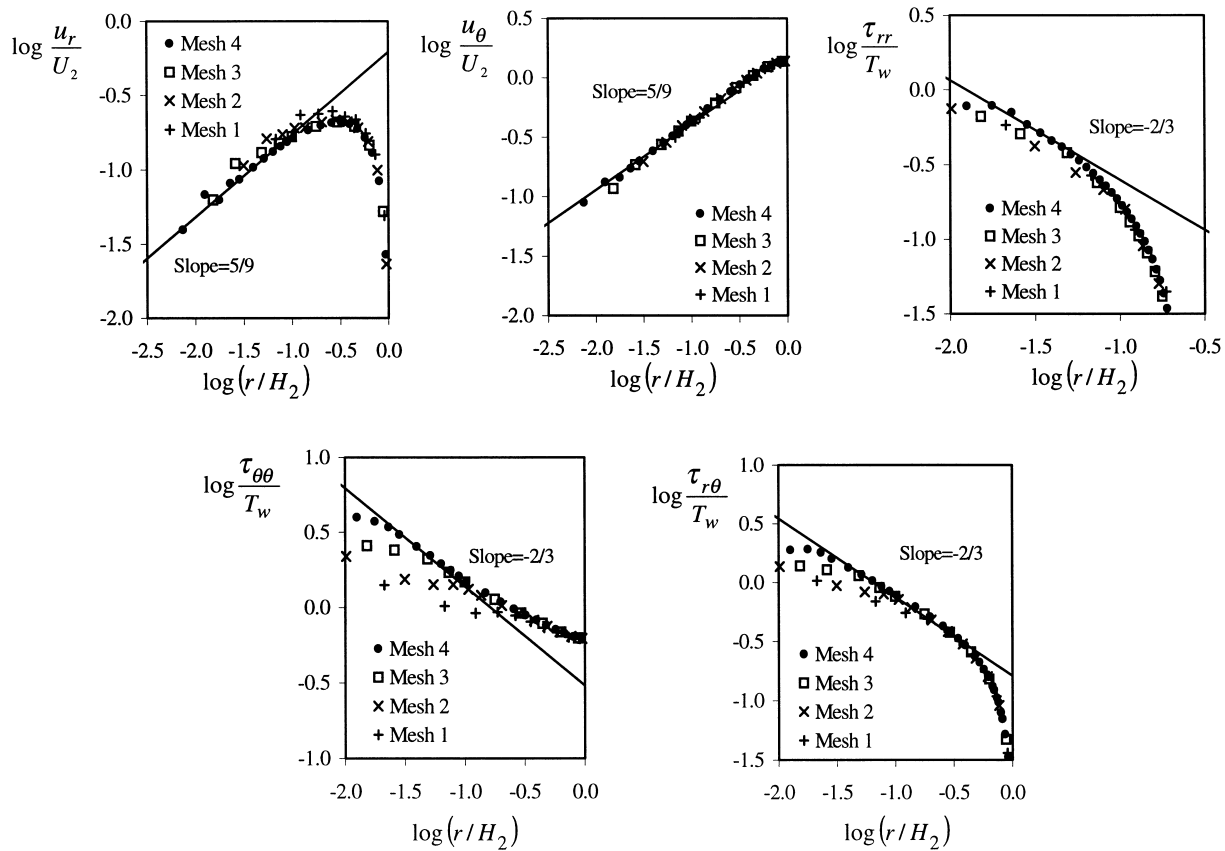 log u_r / U_2
0.0
-0.5
-1.0
-1.5
-2.0
Mesh 4
Mesh 3
Mesh 2
Mesh 1
Slope=5/9
-2.5 -2.0 -1.5 -1.0 -0.5 0.0
log(r / H_2)
log u_θ / U_2
0.5
0.0
-0.5
-1.0
-1.5
-2.0
Slope=5/9
Mesh 4
Mesh 3
Mesh 2
Mesh 1
-2.5 -2.0 -1.5 -1.0 -0.5 0.0
log(r / H_2)
log τ_rr / T_w
0.5
0.0
-0.5
-1.0
-1.5
Slope=-2/3
Mesh 4
Mesh 3
Mesh 2
Mesh 1
-2.0 -1.5 -1.0 -0.5
log(r / H_2)
log τ_θθ / T_w
1.0
0.5
0.0
-0.5
-1.0
Slope=-2/3
Mesh 4
Mesh 3
Mesh 2
Mesh 1
-2.0 -1.5 -1.0 -0.5 0.0
log(r / H_2)
log τ_rθ / T_w
1.0
0.5
0.0
-0.5
-1.0
-1.5
Slope=-2/3
Mesh 4
Mesh 3
Mesh 2
Mesh 1
-2.0 -1.5 -1.0 -0.5 0.0
log(r / H_2)